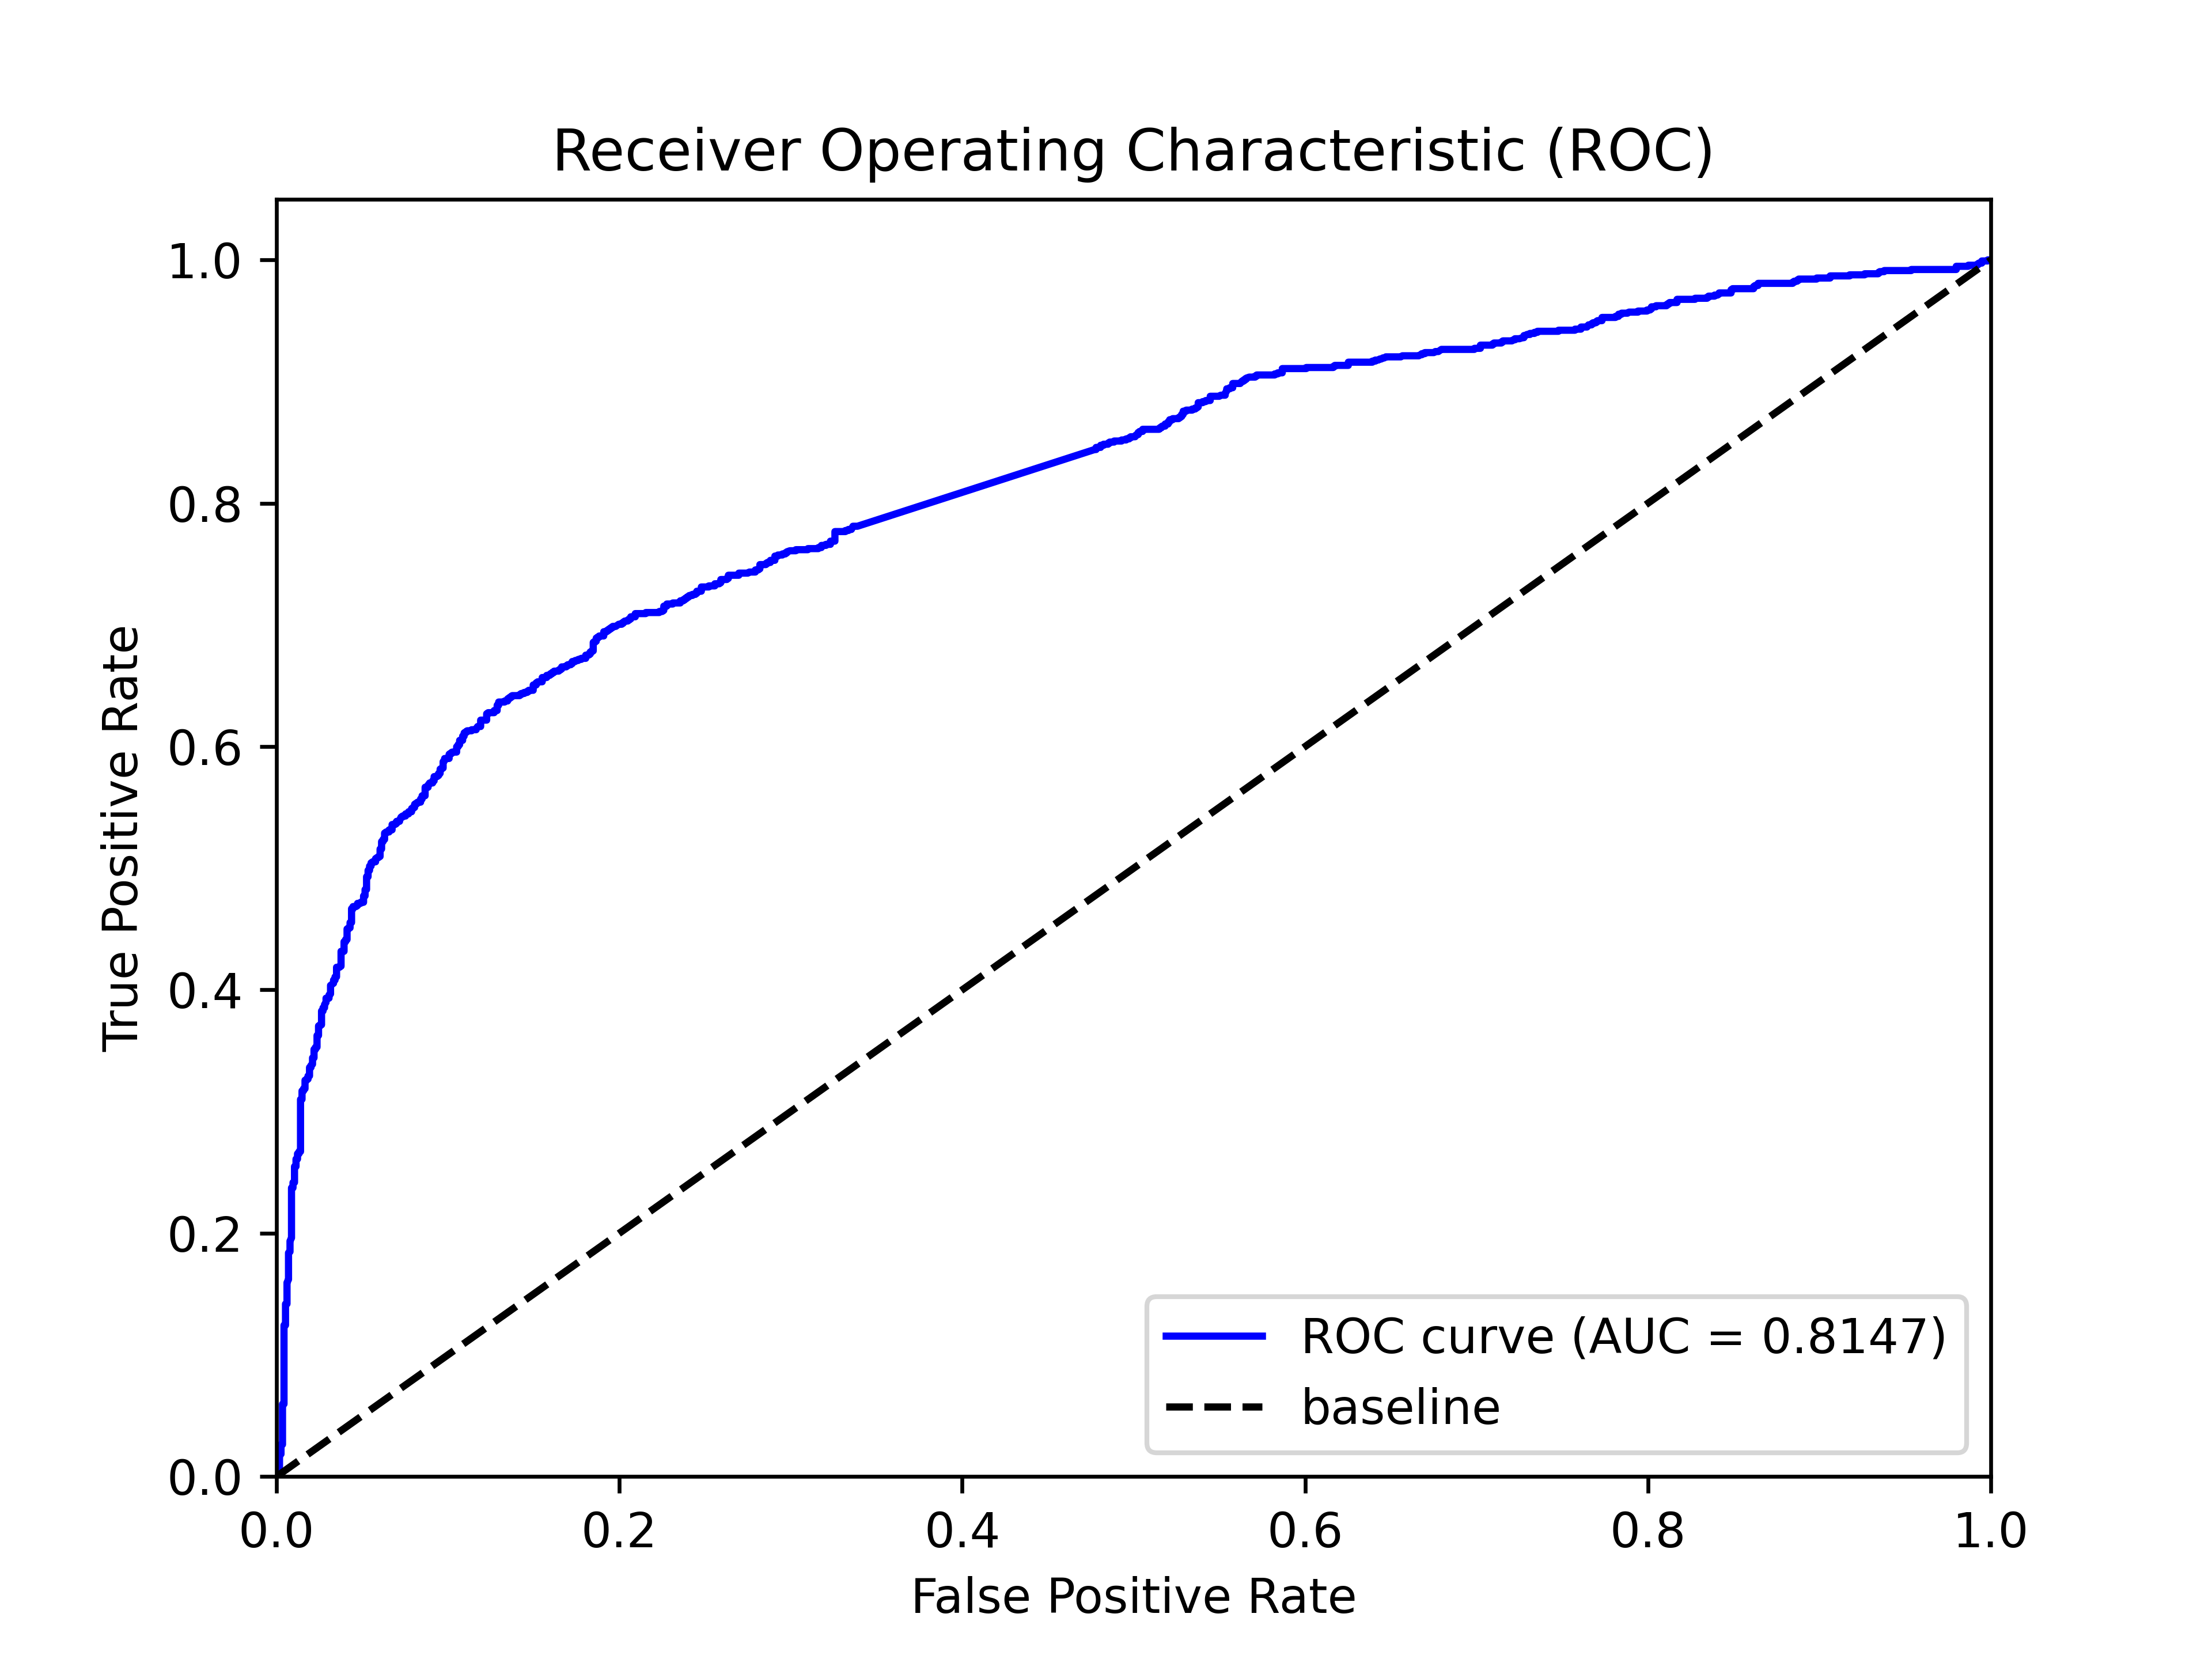 Receiver Operating Characteristic (ROC)
1.0
0.8
0.6
0.4
0.2
0.0
True Positive Rate
ROC curve (AUC = 0.8147)
baseline
0.0 0.2 0.4 0.6 0.8 1.0
False Positive Rate